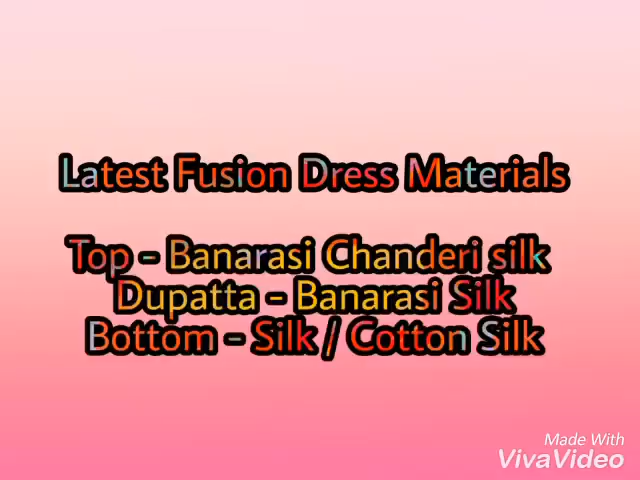 Latest Fusion Dress Materials
Top - Banarasi Chanderi silk
Dupatta - Banarasi Silk
Bottom - Silk / Cotton Silk
Made With
VivaVideo